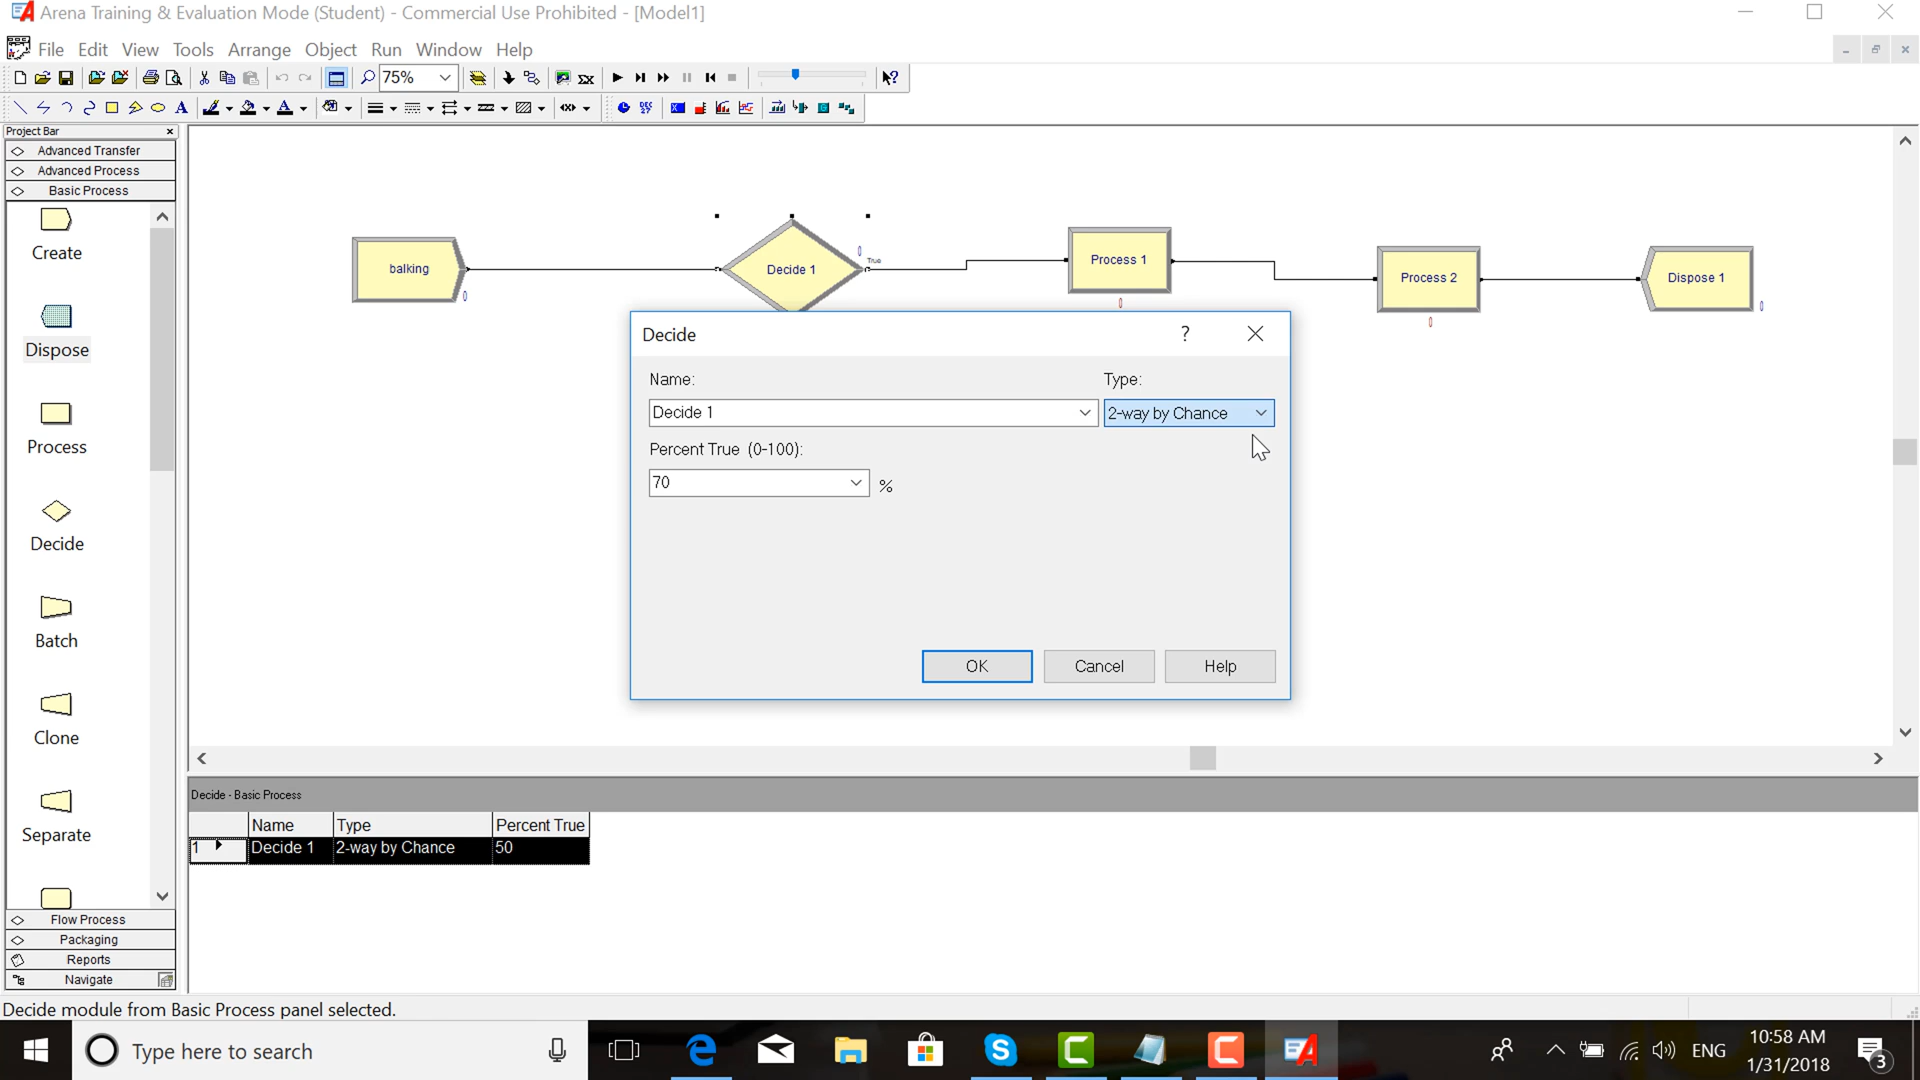 Arena Training & Evaluation Mode (Student) - Commercial Use Prohibited - [Model1]
File Edit View Tools Arrange Object Run Window Help
75%
Project Bar
Advanced Transfer
Advanced Process
Basic Process
Create
Dispose
Process
Decide
Batch
Clone
Separate
Flow Process
Packaging
Reports
Navigate
balking
0
Decide 1
0
True
Process 1
0
Process 2
0
Dispose 1
0
Decide
?
Name:
Type:
Decide 1
2-way by Chance
Percent True (0-100):
70
%
OK
Cancel
Help
Decide - Basic Process
Name Type Percent True
1 Decide 1 2-way by Chance 50
Decide module from Basic Process panel selected.
Type here to search
ENG
10:58 AM
1/31/2018
3